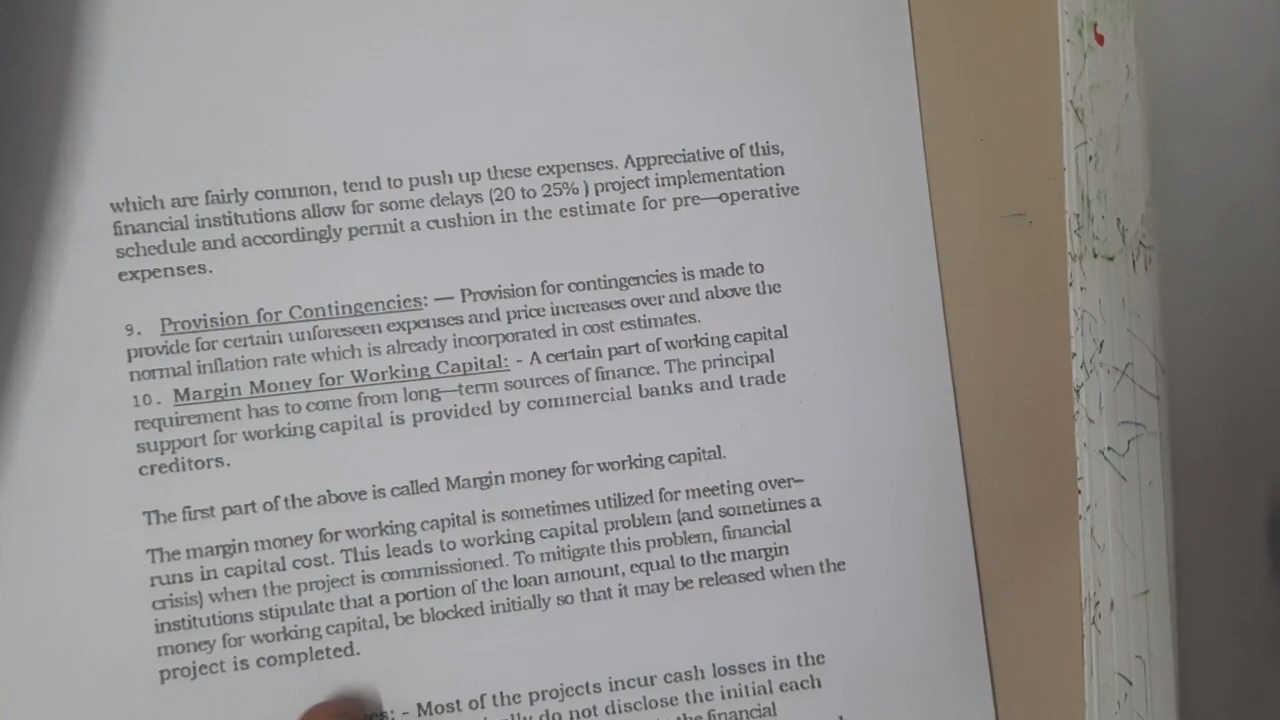 which are fairly common, tend to push up these expenses. Appreciative of this,
financial institutions allow for some delays (20 to 25% ) project implementation
schedule and accordingly permit a cushion in the estimate for pre—operative
expenses.
9. Provision for Contingencies: — Provision for contingencies is made to
provide for certain unforeseen expenses and price increases over and above the
normal inflation rate which is already incorporated in cost estimates.
10. Margin Money for Working Capital: - A certain part of working capital
requirement has to come from long—term sources of finance. The principal
support for working capital is provided by commercial banks and trade
creditors.
The first part of the above is called Margin money for working capital.
The margin money for working capital is sometimes utilized for meeting over–
runs in capital cost. This leads to working capital problem (and sometimes a
crisis) when the project is commissioned. To mitigate this problem, financial
institutions stipulate that a portion of the loan amount, equal to the margin
money for working capital, be blocked initially so that it may be released when the
project is completed.
: - Most of the projects incur cash losses in the
do not disclose the initial each
the financial